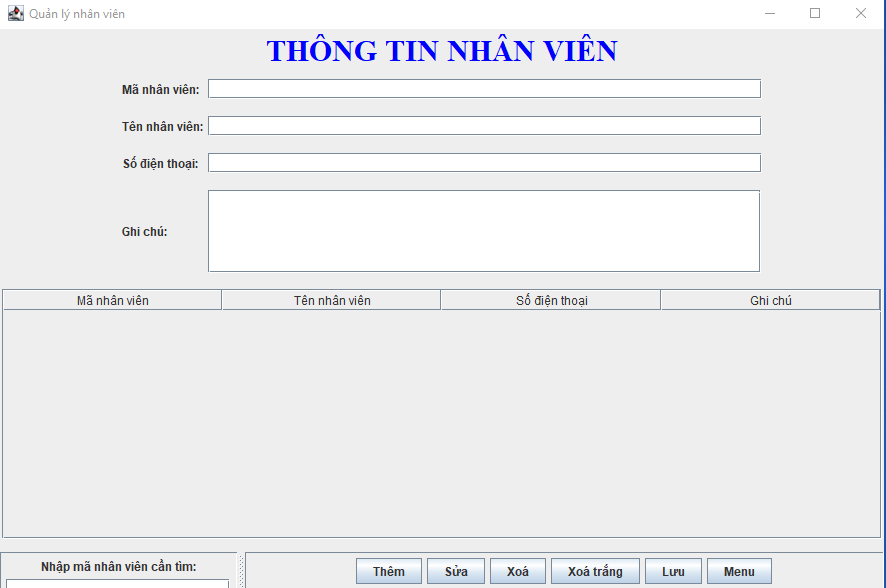 Quản lý nhân viên
THÔNG TIN NHÂN VIÊN
Mã nhân viên:
Tên nhân viên:
Số điện thoại:
Ghi chú:
Mã nhân viên Tên nhân viên Số điện thoại Ghi chú
Nhập mã nhân viên cần tìm: Thêm Sửa Xoá Xoá trắng Lưu Menu